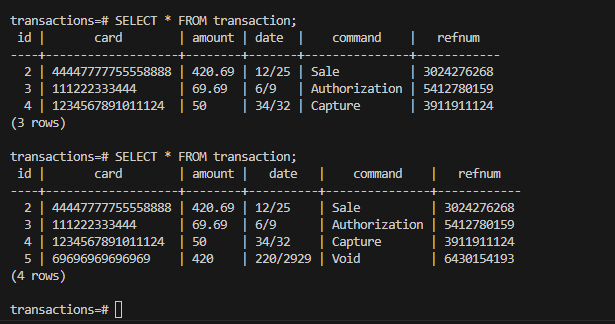 transactions=# SELECT * FROM transaction;
 id |       card        | amount | date  |    command    |   refnum
----+-------------------+--------+-------+---------------+------------
  2 | 44447777755558888 | 420.69 | 12/25 | Sale          | 3024276268
  3 | 111222333444      | 69.69  | 6/9   | Authorization | 5412780159
  4 | 1234567891011124  | 50     | 34/32 | Capture       | 3911911124
(3 rows)
transactions=# SELECT * FROM transaction;
 id |       card        | amount |   date   |    command    |   refnum
----+-------------------+--------+----------+---------------+------------
  2 | 44447777755558888 | 420.69 | 12/25    | Sale          | 3024276268
  3 | 111222333444      | 69.69  | 6/9      | Authorization | 5412780159
  4 | 1234567891011124  | 50     | 34/32    | Capture       | 3911911124
  5 | 69696969696969    | 420    | 220/2929 | Void          | 6430154193
(4 rows)
transactions=#